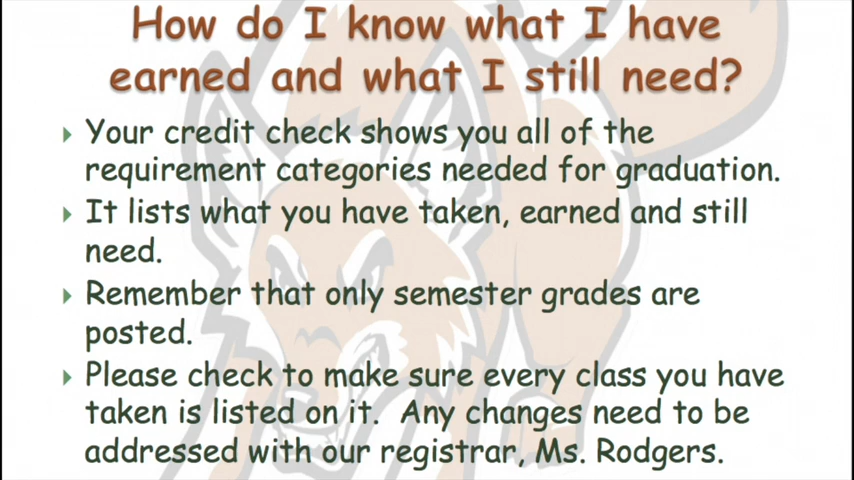 How do I know what I have
earned and what I still need?
Your credit check shows you all of the
requirement categories needed for graduation.
It lists what you have taken, earned and still
need.
Remember that only semester grades are
posted.
Please check to make sure every class you have
taken is listed on it. Any changes need to be
addressed with our registrar, Ms. Rodgers.